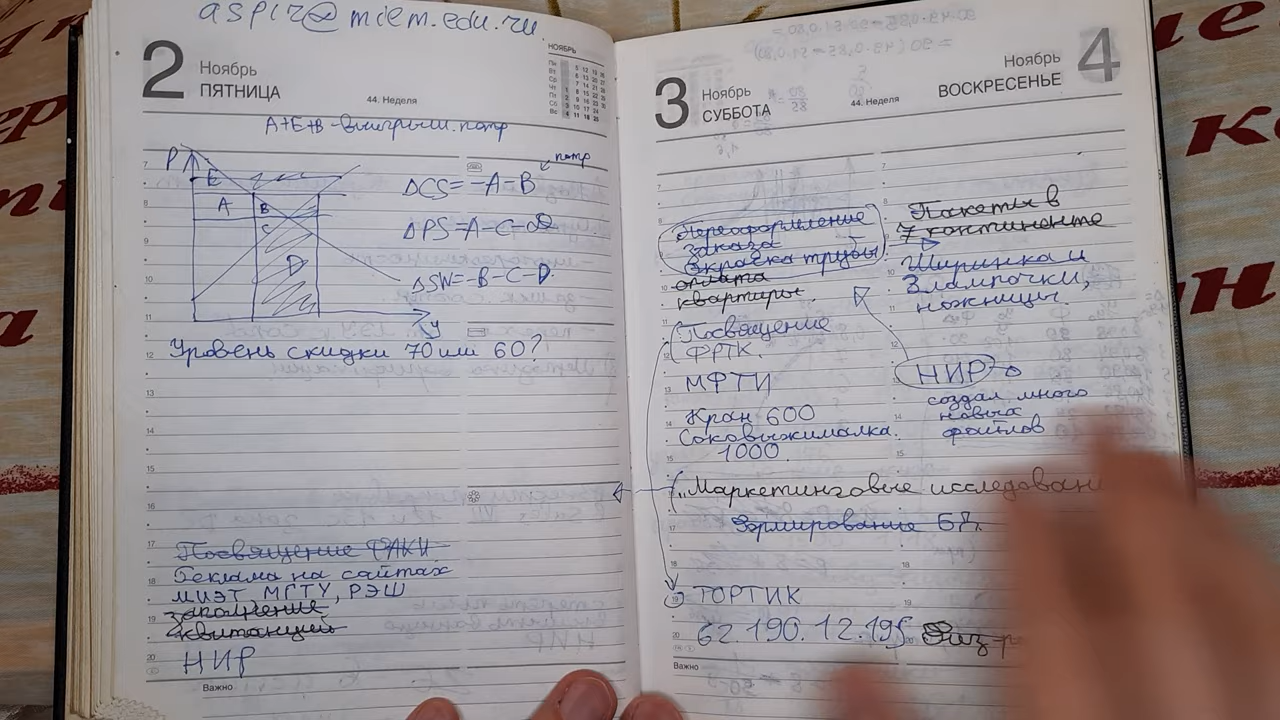 aspir@miem.edu.ru
2
Ноябрь
ПЯТНИЦА
44. Неделя
НОЯБРЬ
A+E+B-выигрыш.потр
P
E
A
B
C
D
y
потр
ΔCS=-A-B
ΔPS=A-C-D
ΔSW=-B-C-D
Уровень скидки 70 или 60?
Посвящение ФАКИ
Реклама на сайтах
МИЭТ, МГТУ, РЭШ
заполнение
квитанций
НИР
Важно
3
Ноябрь
СУББОТА
44. Неделя
Ноябрь
ВОСКРЕСЕНЬЕ
4
Переоформление
заказа
Окраска трубы
оплата
квартиры.
Посвящение
ФРТК.
МФТИ
Кран 600
Соковыжималка
1000.
"Маркетинговые исследован
Формирование БД.
ТОРТИК
62.190.12.195
Важно
Пакеты в
7 континенте
Ширинка и
3 лампочки,
ножницы.
НИР
создал много
новых
файлов